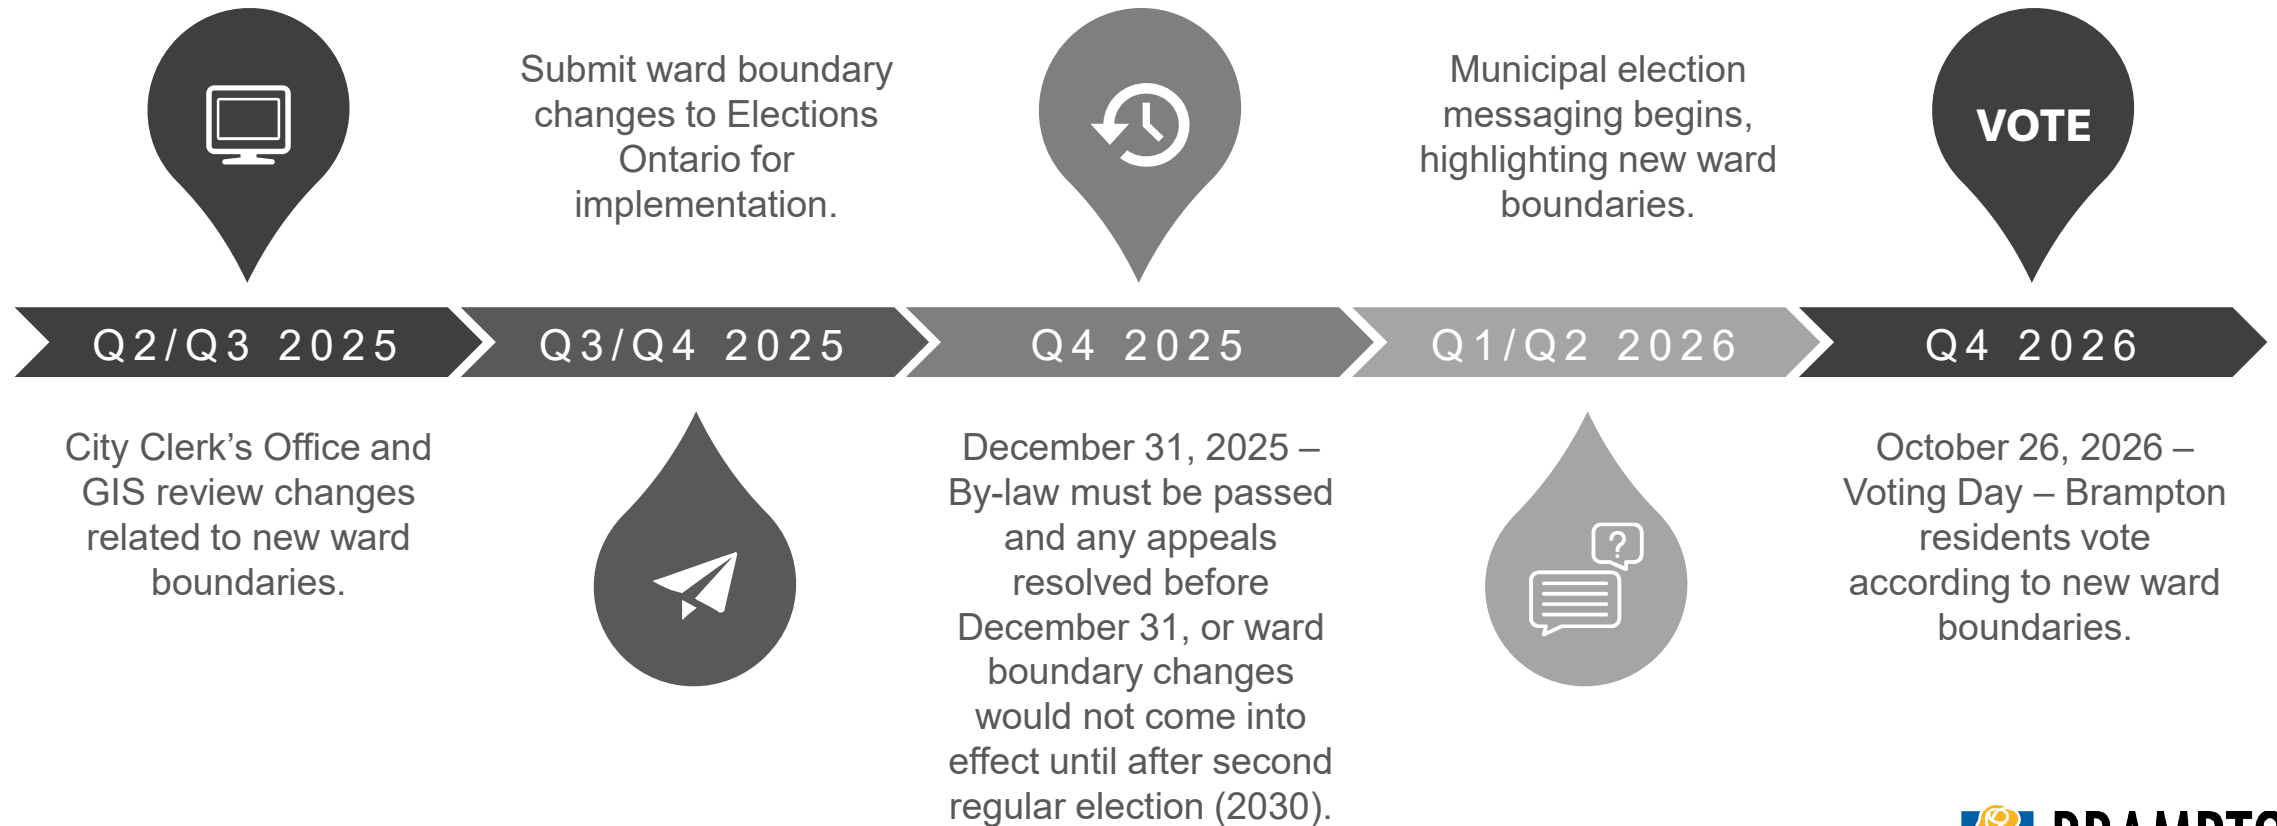 Submit ward boundary
changes to Elections
Ontario for
implementation.
Municipal election
messaging begins,
highlighting new ward
boundaries.
VOTE
Q2/Q3 2025
Q3/Q4 2025
Q4 2025
Q1/Q2 2026
Q4 2026
City Clerk’s Office and
GIS review changes
related to new ward
boundaries.
December 31, 2025 –
By-law must be passed
and any appeals
resolved before
December 31, or ward
boundary changes
would not come into
effect until after second
regular election (2030).
?
October 26, 2026 –
Voting Day – Brampton
residents vote
according to new ward
boundaries.